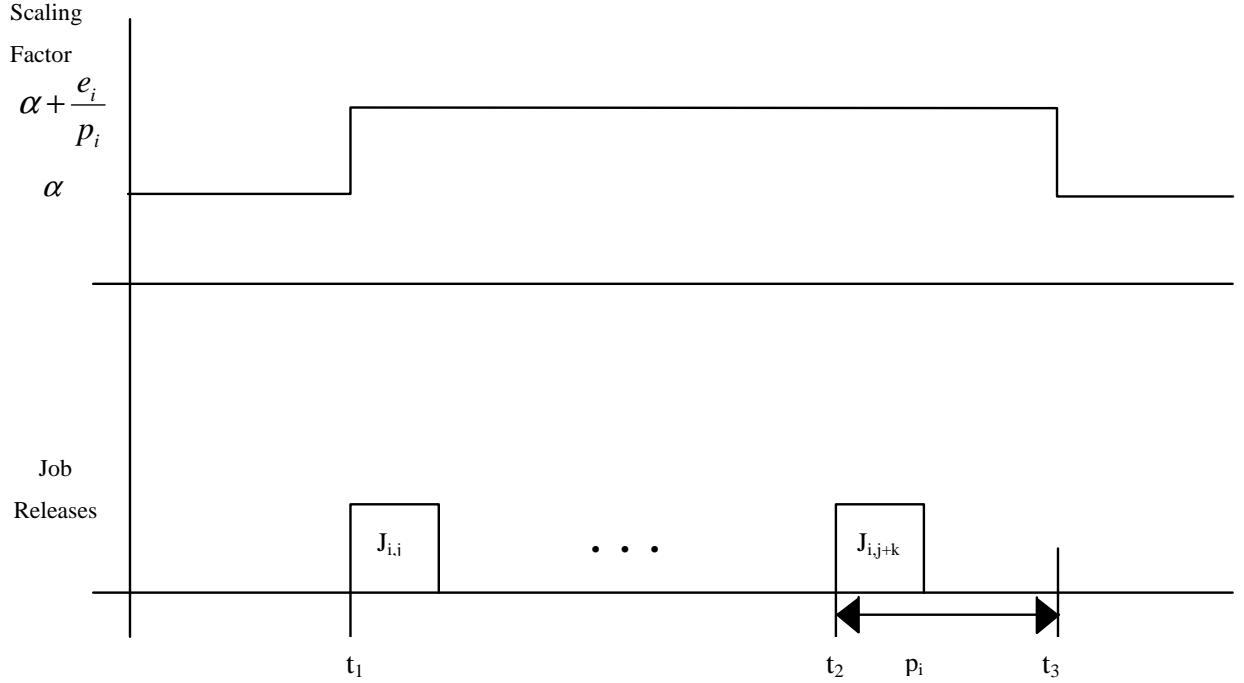 Scaling
Factor
α + e_i / p_i
α
Job
Releases
J_{i,j}
. . .
J_{i,j+k}
t_1
t_2
p_i
t_3